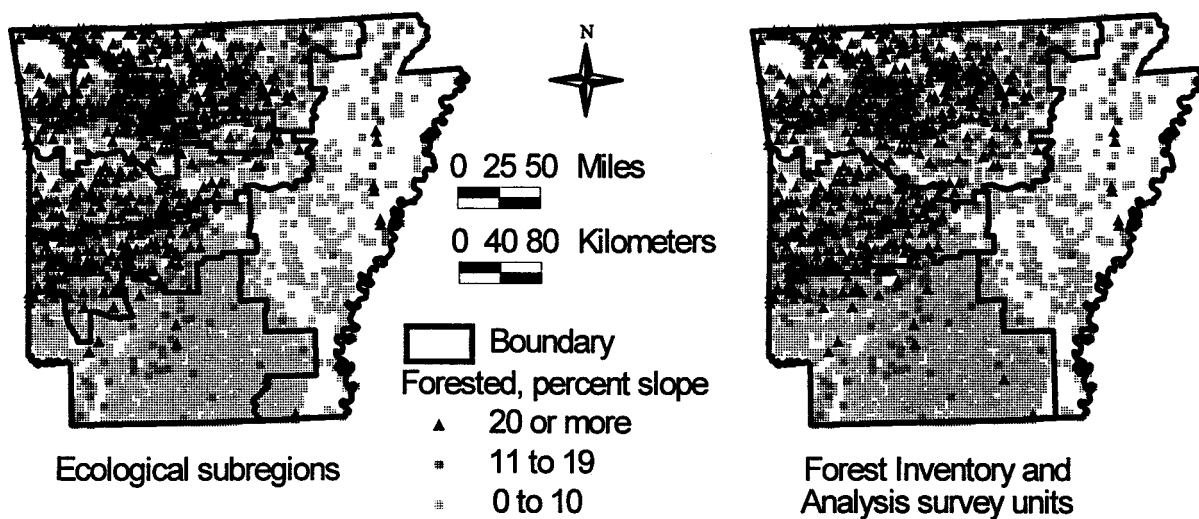 N
0 25 50 Miles
0 40 80 Kilometers
Boundary
Forested, percent slope
20 or more
11 to 19
0 to 10
Ecological subregions
Forest Inventory and
Analysis survey units